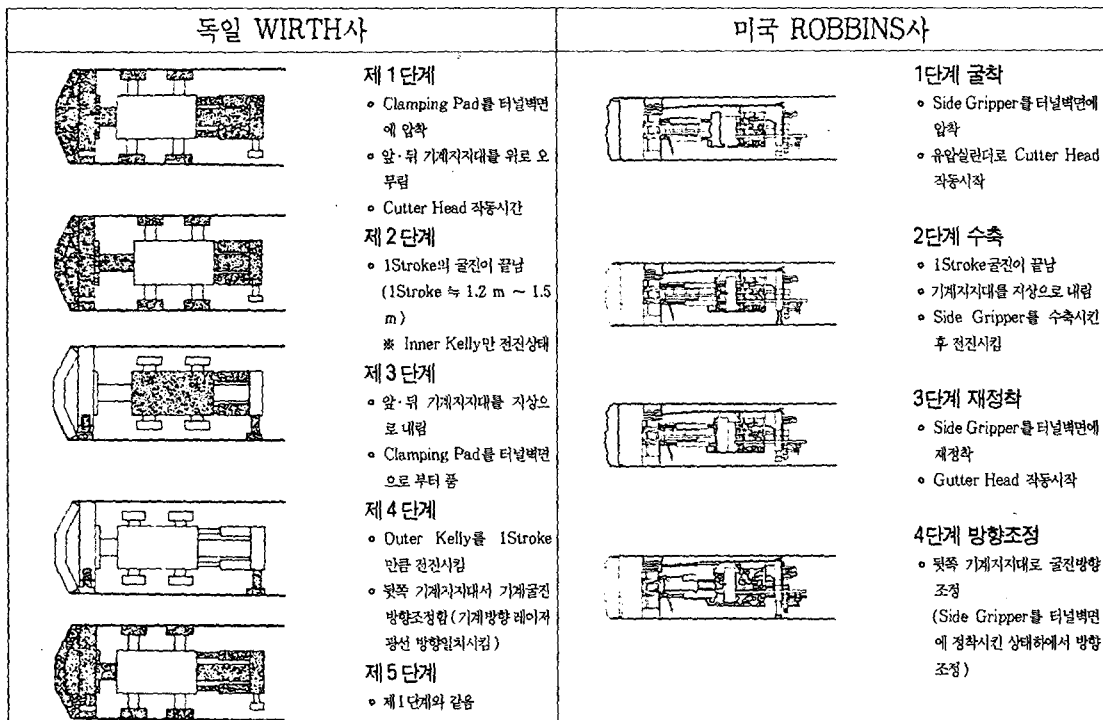 독일 WIRTH사
제 1 단계
∘ Clamping Pad를 터널벽면
에 압착
∘ 앞·뒤 기계지지대를 위로 오
무림
∘ Cutter Head 작동시간
제 2 단계
∘ 1Stroke의 굴진이 끝남
(1Stroke ≒ 1.2 m ~ 1.5
m)
※ Inner Kelly만 전진상태
제 3 단계
∘ 앞·뒤 기계지지대를 지상으
로 내림
∘ Clamping Pad를 터널벽면
으로 부터 품
제 4 단계
∘ Outer Kelly를 1Stroke
만큼 전진시킴
∘ 뒷쪽 기계지지대서 기계굴진
방향조정함(기계방향 레이저
광선 방향일치시킴)
제 5 단계
∘ 제1단계와 같음
미국 ROBBINS사
1단계 굴착
∘ Side Gripper를 터널벽면에
압착
∘ 유압실린더로 Cutter Head
작동시작
2단계 수축
∘ 1Stroke굴진이 끝남
∘ 기계지지대를 지상으로 내림
∘ Side Gripper를 수축시킨
후 전진시킴
3단계 재정착
∘ Side Gripper를 터널벽면에
재정착
∘ Gutter Head 작동시작
4단계 방향조정
∘ 뒷쪽 기계지지대로 굴진방향
조정
(Side Gripper를 터널벽면
에 정착시킨 상태하에서 방향
조정)